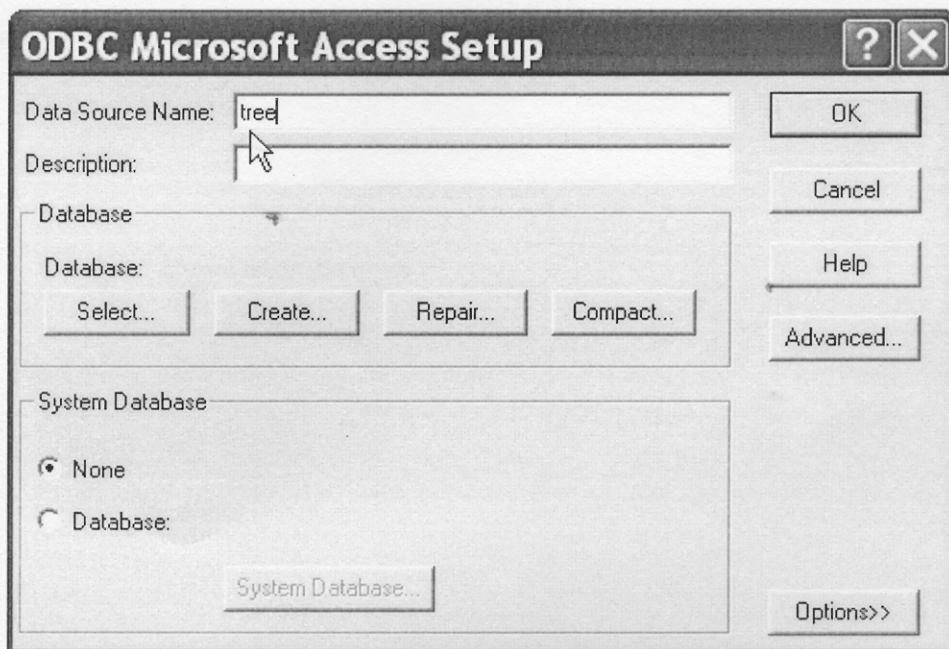 ODBC Microsoft Access Setup
Data Source Name: tree
OK
Description:
Cancel
Database
Database:
Help
Select... Create... Repair... Compact...
Advanced...
System Database
None
Database:
System Database...
Options>>